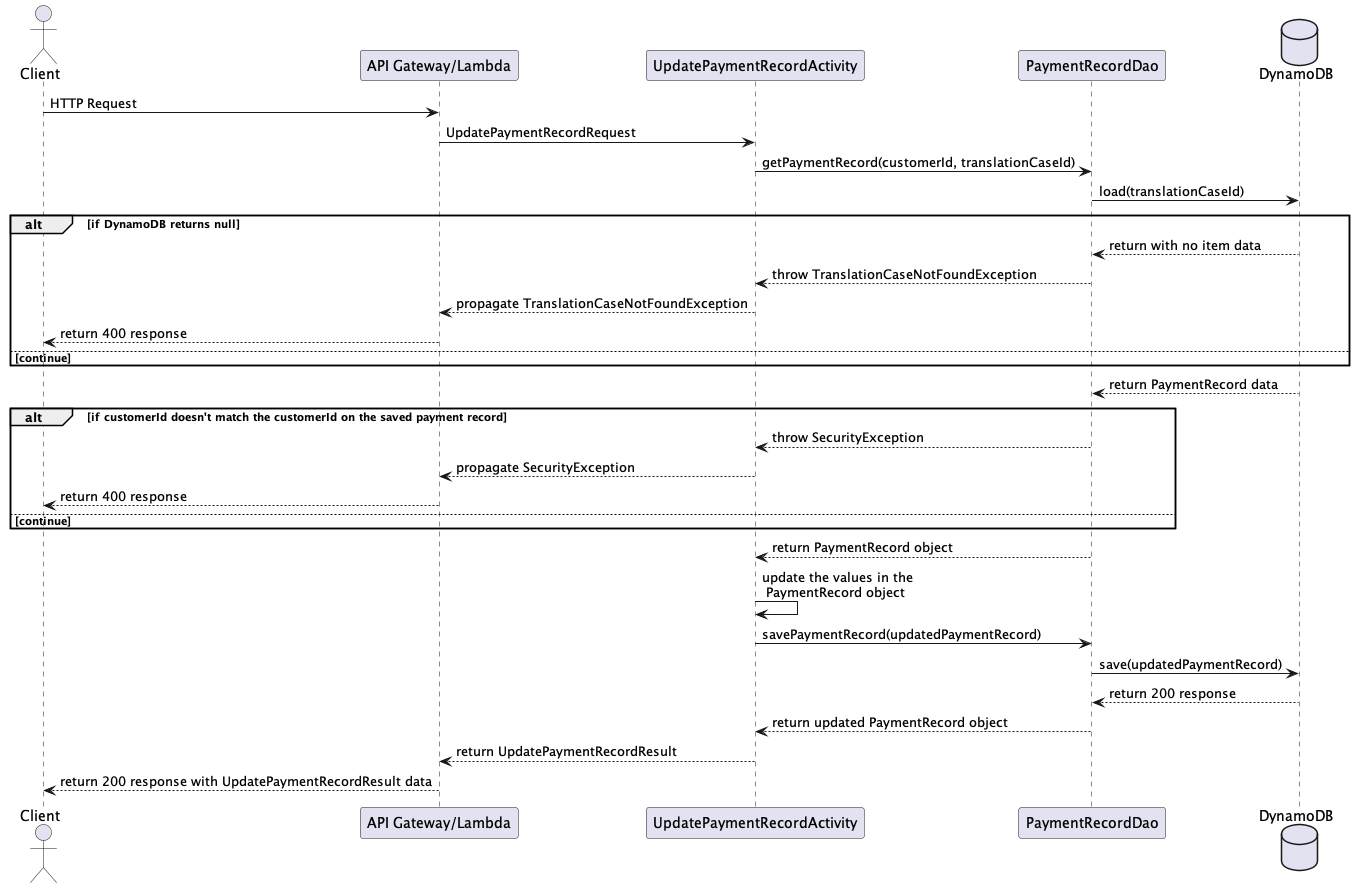 Client
API Gateway/Lambda
UpdatePaymentRecordActivity
PaymentRecordDao
DynamoDB
HTTP Request
UpdatePaymentRecordRequest
getPaymentRecord(customerId, translationCaseId)
load(translationCaseId)
alt
[if DynamoDB returns null]
return with no item data
throw TranslationCaseNotFoundException
propagate TranslationCaseNotFoundException
return 400 response
[continue]
return PaymentRecord data
alt
[if customerId doesn't match the customerId on the saved payment record]
throw SecurityException
propagate SecurityException
return 400 response
[continue]
return PaymentRecord object
update the values in the
PaymentRecord object
savePaymentRecord(updatedPaymentRecord)
save(updatedPaymentRecord)
return 200 response
return updated PaymentRecord object
return UpdatePaymentRecordResult
return 200 response with UpdatePaymentRecordResult data
Client
API Gateway/Lambda
UpdatePaymentRecordActivity
PaymentRecordDao
DynamoDB